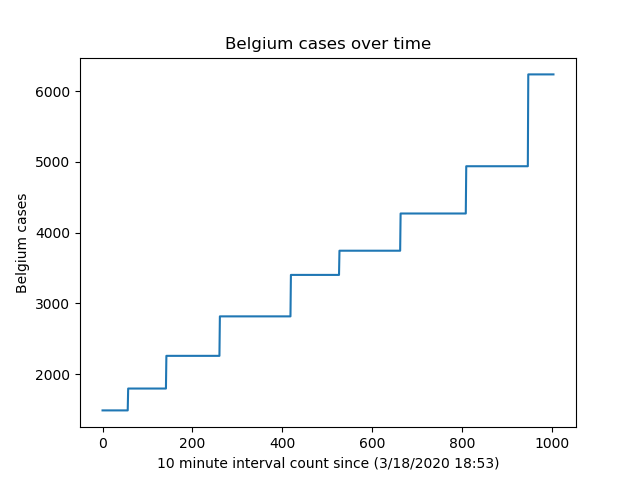 Belgium cases over time
Belgium cases
6000
5000
4000
3000
2000
0 200 400 600 800 1000
10 minute interval count since (3/18/2020 18:53)